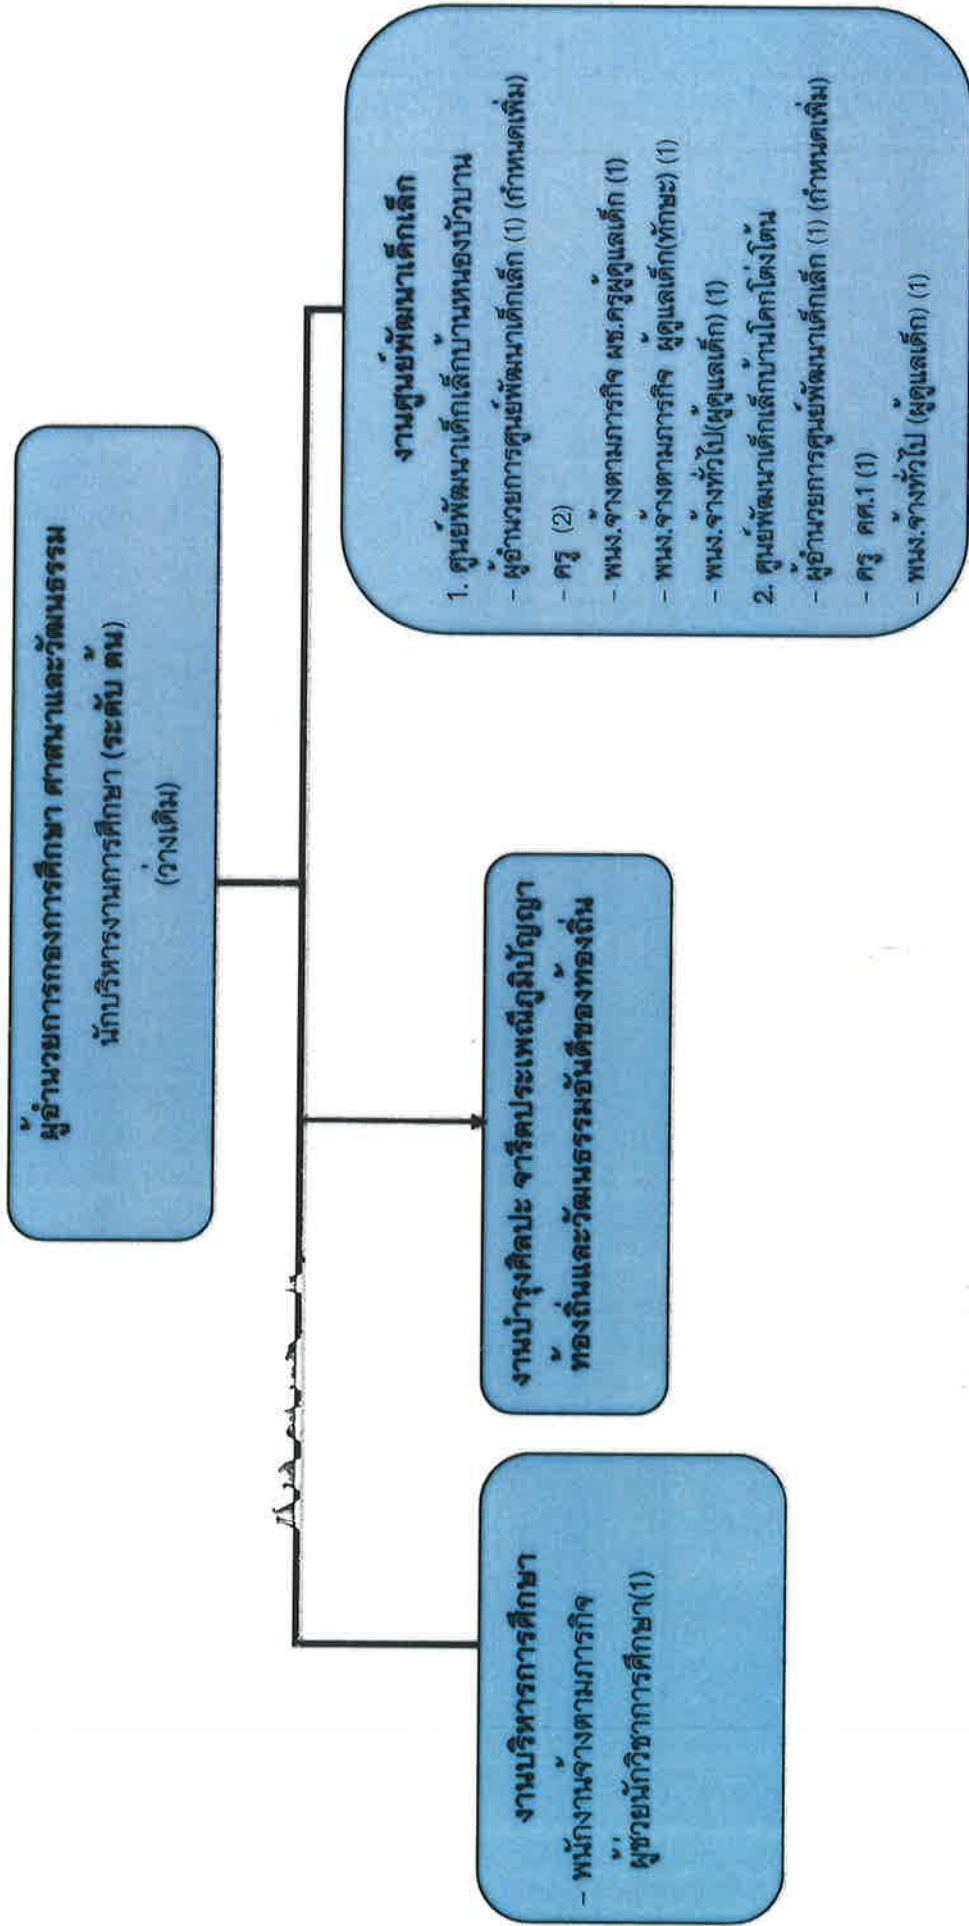 ผู้อำนวยการกองการศึกษา ศาสนาและวัฒนธรรม
นักบริหารงานการศึกษา (ระดับ ต้น)
(ว่างเดิม)
งานบริหารการศึกษา
- พนักงานจ้างตามภารกิจ
ผู้ช่วยนักวิชาการศึกษา(1)
งานบำรุงศิลปะ จารีตประเพณีภูมิปัญญา
ท้องถิ่นและวัฒนธรรมอันดีของท้องถิ่น
งานศูนย์พัฒนาเด็กเล็ก
1. ศูนย์พัฒนาเด็กเล็กบ้านหนองบัวบาน
- ผู้อำนวยการศูนย์พัฒนาเด็กเล็ก (1) (กำหนดเพิ่ม)
- ครู (2)
- พนง.จ้างตามภารกิจ ผช.ครูผู้ดูแลเด็ก (1)
- พนง.จ้างตามภารกิจ ผู้ดูแลเด็ก(ทักษะ) (1)
- พนง.จ้างทั่วไป(ผู้ดูแลเด็ก) (1)
2. ศูนย์พัฒนาเด็กเล็กบ้านโคกโต่งโต้น
- ผู้อำนวยการศูนย์พัฒนาเด็กเล็ก (1) (กำหนดเพิ่ม)
- ครู คศ.1 (1)
- พนง.จ้างทั่วไป (ผู้ดูแลเด็ก) (1)